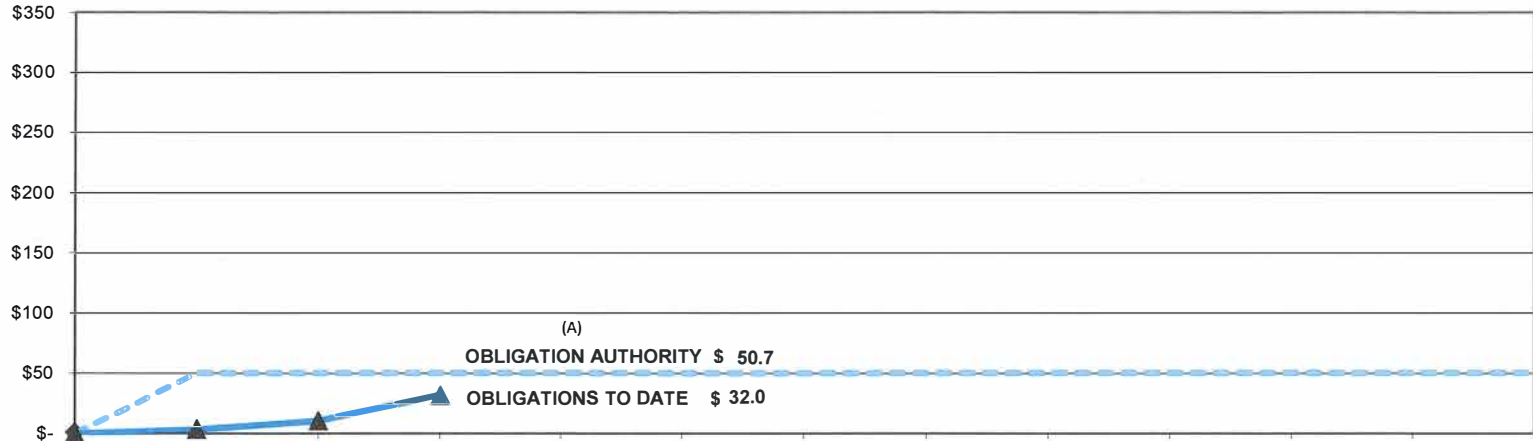 $350
$300
$250
$200
$150
$100
(A)
OBLIGATION AUTHORITY $ 50.7
$50
OBLIGATIONS TO DATE $ 32.0
$-